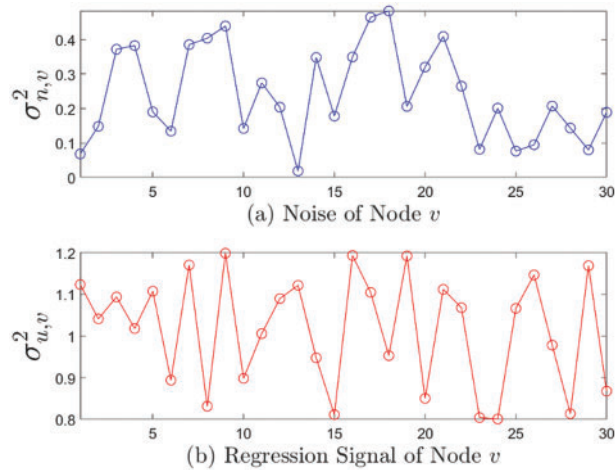 0.4
0.3
0.2
0.1
0
σ²n,v
5 10 15 20 25 30
(a) Noise of Node v
1.2
1.1
1
0.9
0.8
σ²u,v
5 10 15 20 25 30
(b) Regression Signal of Node v